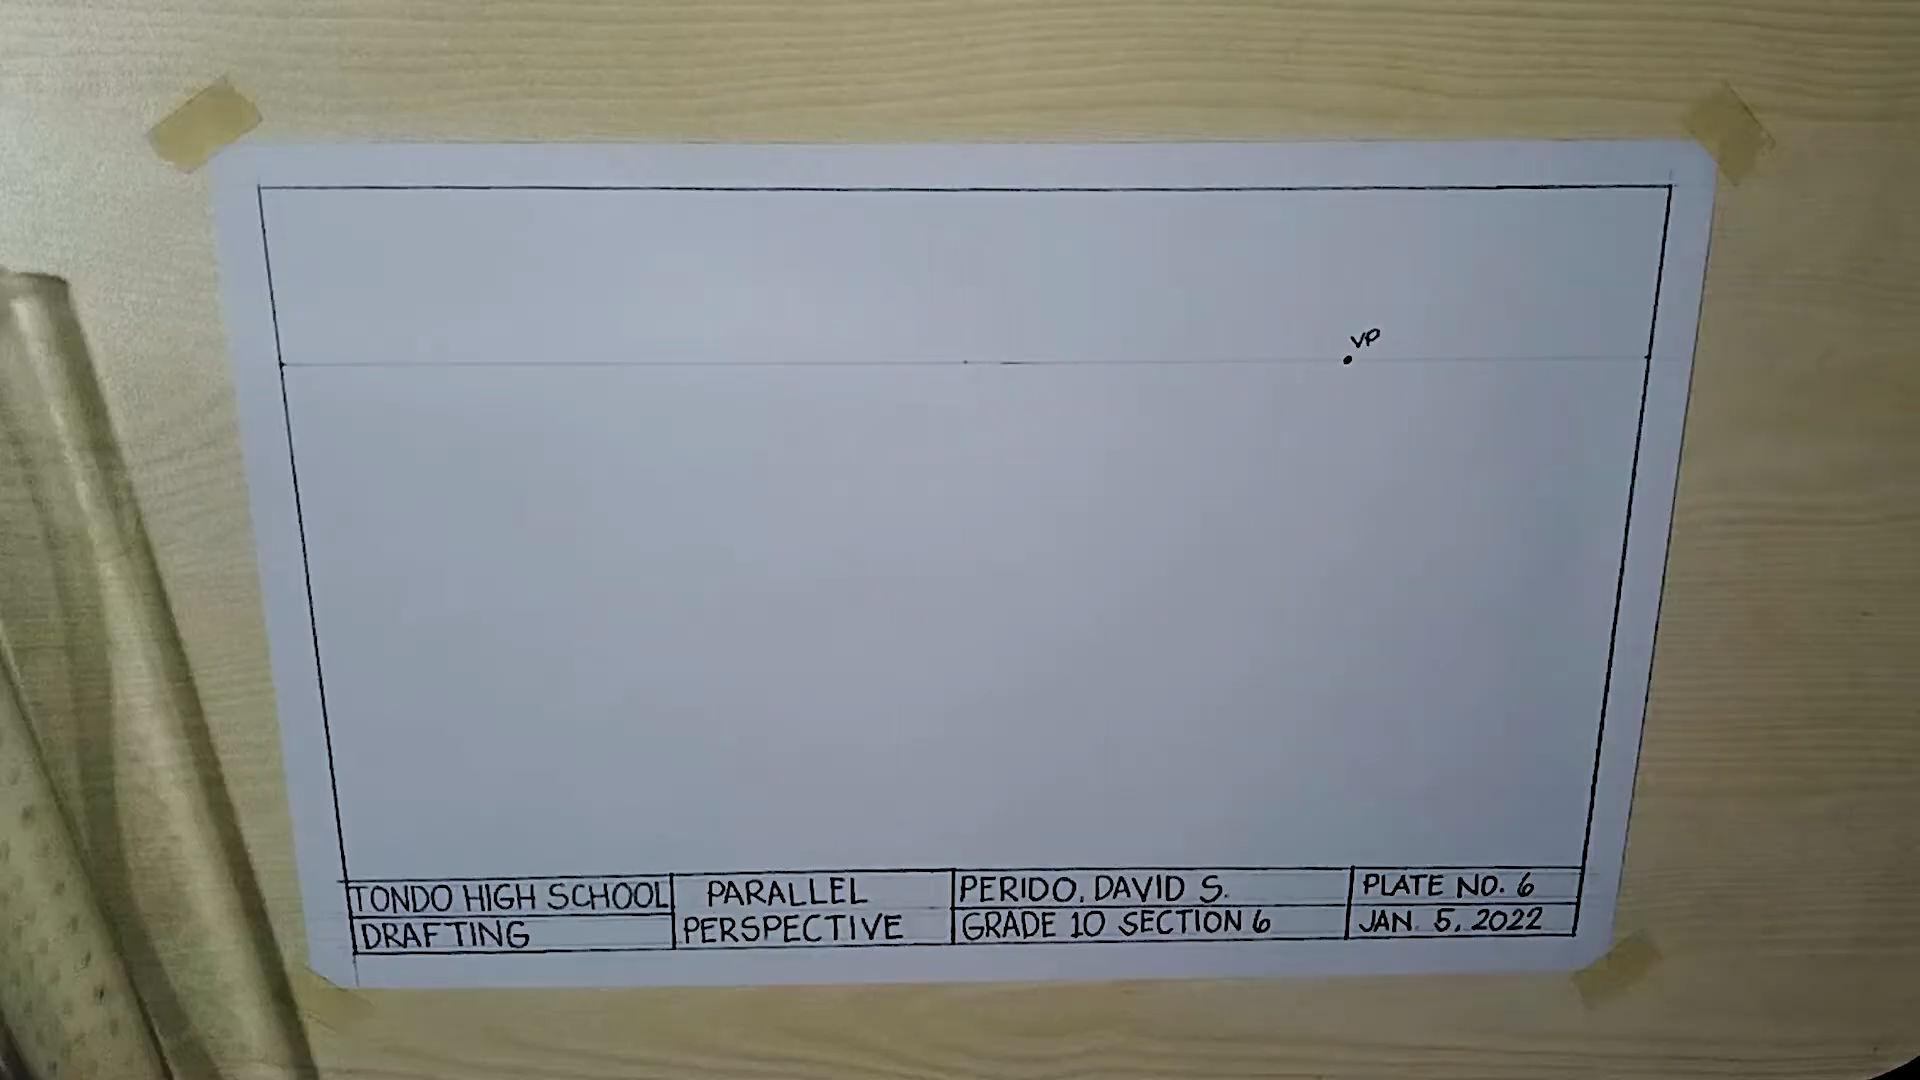 VP
TONDO HIGH SCHOOL
DRAFTING
PARALLEL
PERSPECTIVE
PERIDO, DAVID S.
GRADE 10 SECTION 6
PLATE NO. 6
JAN. 5, 2022